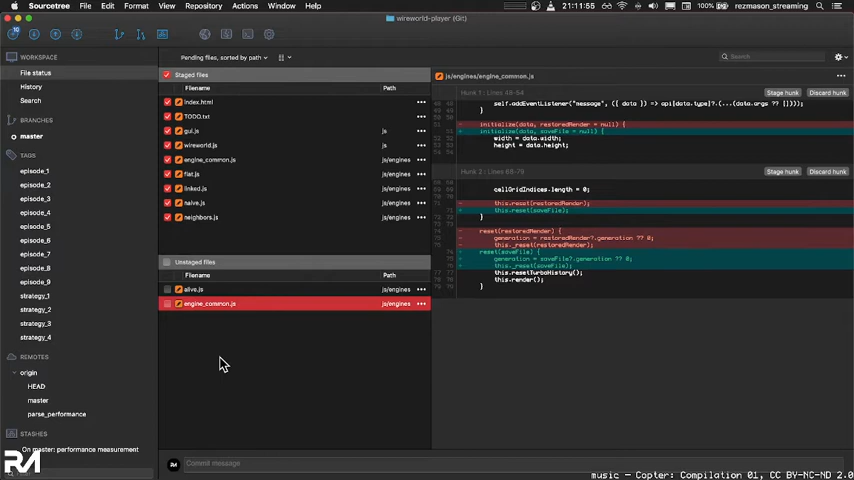 Sourcetree File Edit Format View Repository Actions Window Help
100% 21:11:55 rezmason_streaming
wireworld-player (Git)
WORKSPACE
File status
History
Search
BRANCHES
master
TAGS
episode_1
episode_2
episode_3
episode_4
episode_5
episode_6
episode_7
episode_8
episode_9
strategy_1
strategy_2
strategy_3
strategy_4
REMOTES
origin
HEAD
master
parse_performance
STASHES
On master: performance measurement
Pending files, sorted by path
Staged files
Filename Path
index.html
TODO.txt
gui.js js
wireworld.js js
engine_common.js js/engines
flat.js js/engines
linked.js js/engines
naive.js js/engines
neighbors.js js/engines
Unstaged files
Filename Path
alive.js js/engines
engine_common.js js/engines
Search
js/engines/engine_common.js
Hunk 1 : Lines 48-54 Stage hunk Discard hunk
self.addEventListener("message", ({ data }) => api[data.type]?.(...(data.args ?? [])));
}
initialize(data, restoredRender = null) {
initialize(data, saveFile = null) {
width = data.width;
height = data.height;
Hunk 2 : Lines 68-79 Stage hunk Discard hunk
cellGridIndices.length = 0;
this.reset(restoredRender);
this.reset(saveFile);
}
reset(restoredRender) {
generation = restoredRender?.generation ?? 0;
this._reset(restoredRender);
reset(saveFile) {
generation = saveFile?.generation ?? 0;
this._reset(saveFile);
this.resetTurboHistory();
this.render();
}
Commit message
music - Copter: Compilation 01, CC BY-NC-ND 2.0